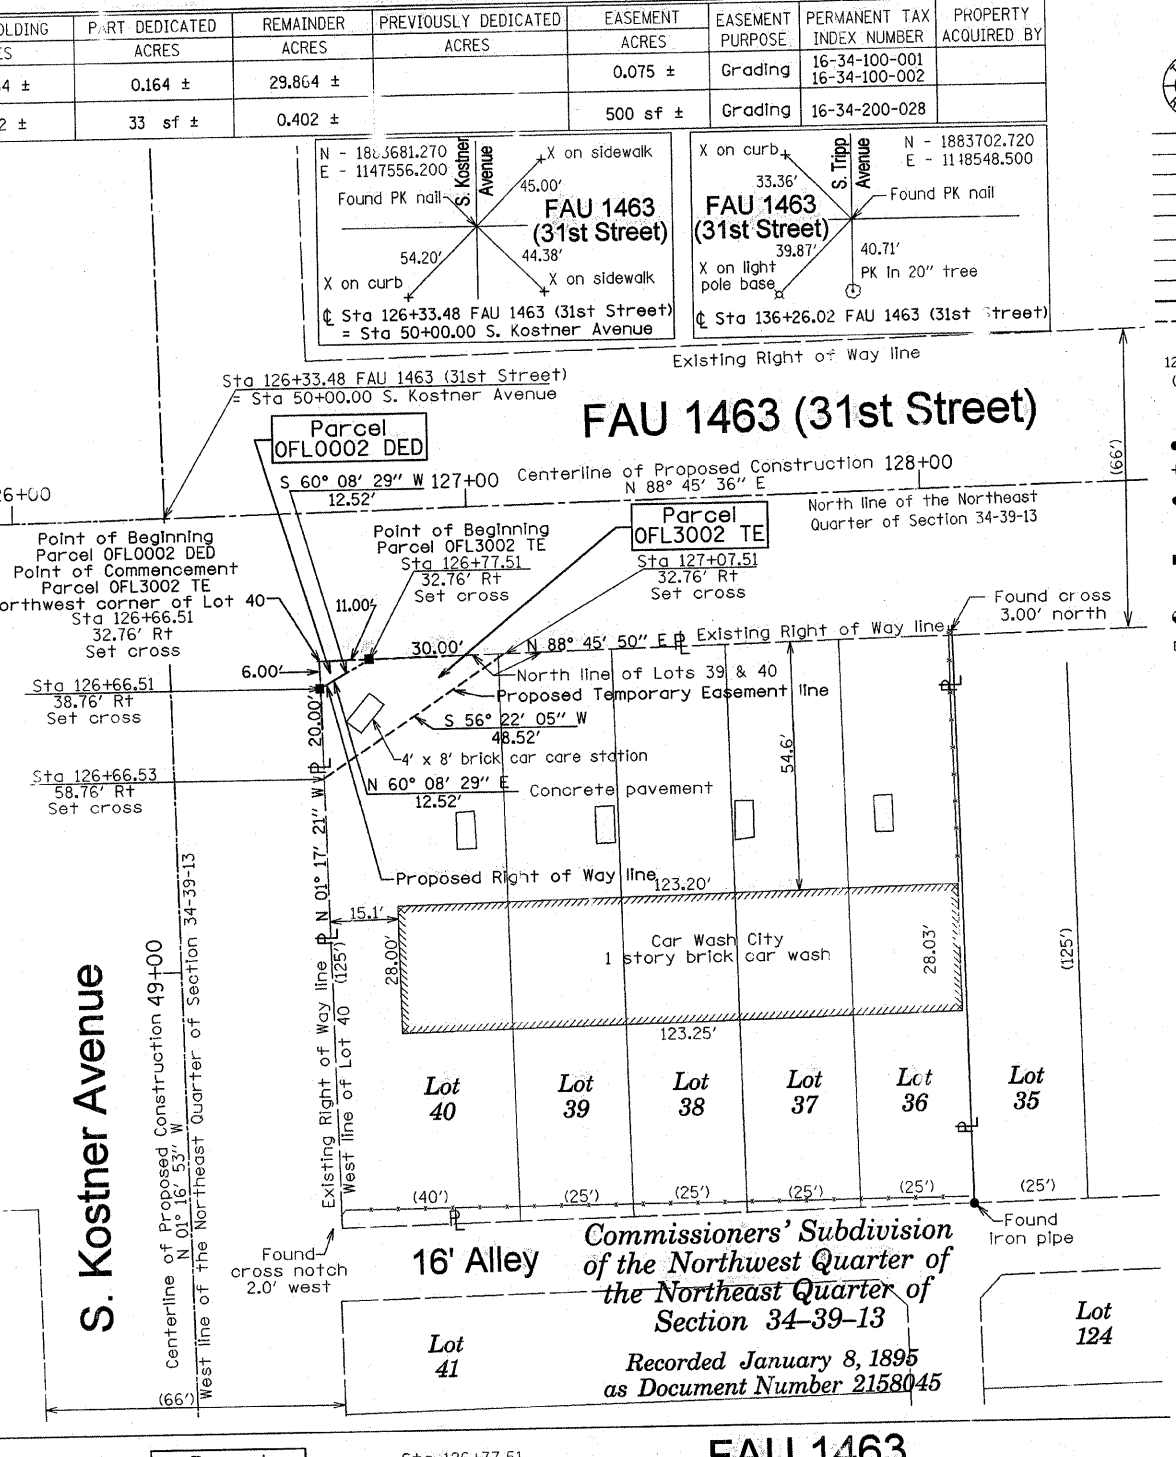 PART DEDICATED REMAINDER PREVIOUSLY DEDICATED EASEMENT EASEMENT PURPOSE PERMANENT TAX INDEX NUMBER PROPERTY ACQUIRED BY
ACRES ACRES ACRES ACRES
4 ± 0.164 ± 29.864 ± 0.075 ± Grading 16-34-100-001
16-34-100-002
2 ± 33 sf ± 0.402 ± 500 sf ± Grading 16-34-200-028
E - 1147556.200
S. Kostner
Avenue
X on sidewalk
45.00'
Found PK nail
FAU 1463
(31st Street)
54.20'
44.38'
X on curb
X on sidewalk
℄ Sta 126+33.48 FAU 1463 (31st Street)
= Sta 50+00.00 S. Kostner Avenue
N - 1883702.720
E - 1148548.500
X on curb
S. Tripp
Avenue
33.36'
Found PK nail
FAU 1463
(31st Street)
39.87'
40.71'
X on light
pole base
PK in 20" tree
℄ Sta 136+26.02 FAU 1463 (31st Street)
Existing Right of Way line
Sta 126+33.48 FAU 1463 (31st Street)
= Sta 50+00.00 S. Kostner Avenue
FAU 1463 (31st Street)
(66')
Parcel
0FL0002 DED
S 60° 08' 29" W
12.52'
127+00
Centerline of Proposed Construction
N 88° 45' 36" E
128+00
North line of the Northeast
Quarter of Section 34-39-13
Point of Beginning
Parcel 0FL0002 DED
Point of Commencement
Parcel 0FL3002 TE
corner of Lot 40
Sta 126+66.51
32.76' Rt
Set cross
Point of Beginning
Parcel 0FL3002 TE
Sta 126+77.51
32.76' Rt
Set cross
Parcel
0FL3002 TE
Sta 127+07.51
32.76' Rt
Set cross
Found cross
3.00' north
11.00'
30.00'
N 88° 45' 50" E
Existing Right of Way line
6.00'
North line of Lots 39 & 40
Proposed Temporary Easement line
Sta 126+66.51
38.76' Rt
Set cross
20.00'
S 56° 22' 05" W
48.52'
54.6'
4' x 8' brick car care station
Sta 126+66.53
58.76' Rt
Set cross
N 60° 08' 29" E
12.52'
Concrete pavement
Proposed Right of Way line
123.20'
N 01° 17' 21" W
15.1'
28.00'
Car Wash City
1 story brick car wash
28.03'
(125')
123.25'
S. Kostner Avenue
Centerline of Proposed Construction 49+00
N 01° 16' 53" W
West line of the Northeast Quarter of Section 34-39-13
Existing Right of Way line
West line of Lot 40 (125')
Lot
40
Lot
39
Lot
38
Lot
37
Lot
36
Lot
35
(40') (25') (25') (25') (25') (25')
Found
iron pipe
Found
cross notch
2.0' west
16' Alley
Commissioners' Subdivision
of the Northwest Quarter of
the Northeast Quarter of
Section 34–39–13
Recorded January 8, 1895
as Document Number 2158045
Lot
41
Lot
124
(66')
FAU 1463